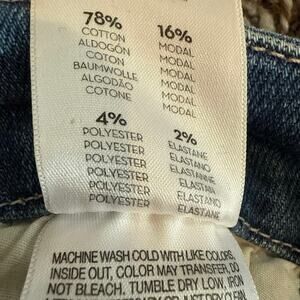 78%
COTTON
ALGODÓN
COTON
BAUMWOLLE
ALGODÃO
COTONE
16%
MODAL
MODAL
MODAL
MODAL
MODAL
MODAL
4%
POLYESTER
POLYESTER
POLYESTER
POLYESTER
POLYESTER
POLYESTER
2%
ELASTANE
ELASTANO
ELASTANE
ELASTANO
ELASTANE
MACHINE WASH COLD WITH LIKE COLORS,
INSIDE OUT, COLOR MAY TRANSFER, DO
NOT BLEACH. TUMBLE DRY LOW, IRON